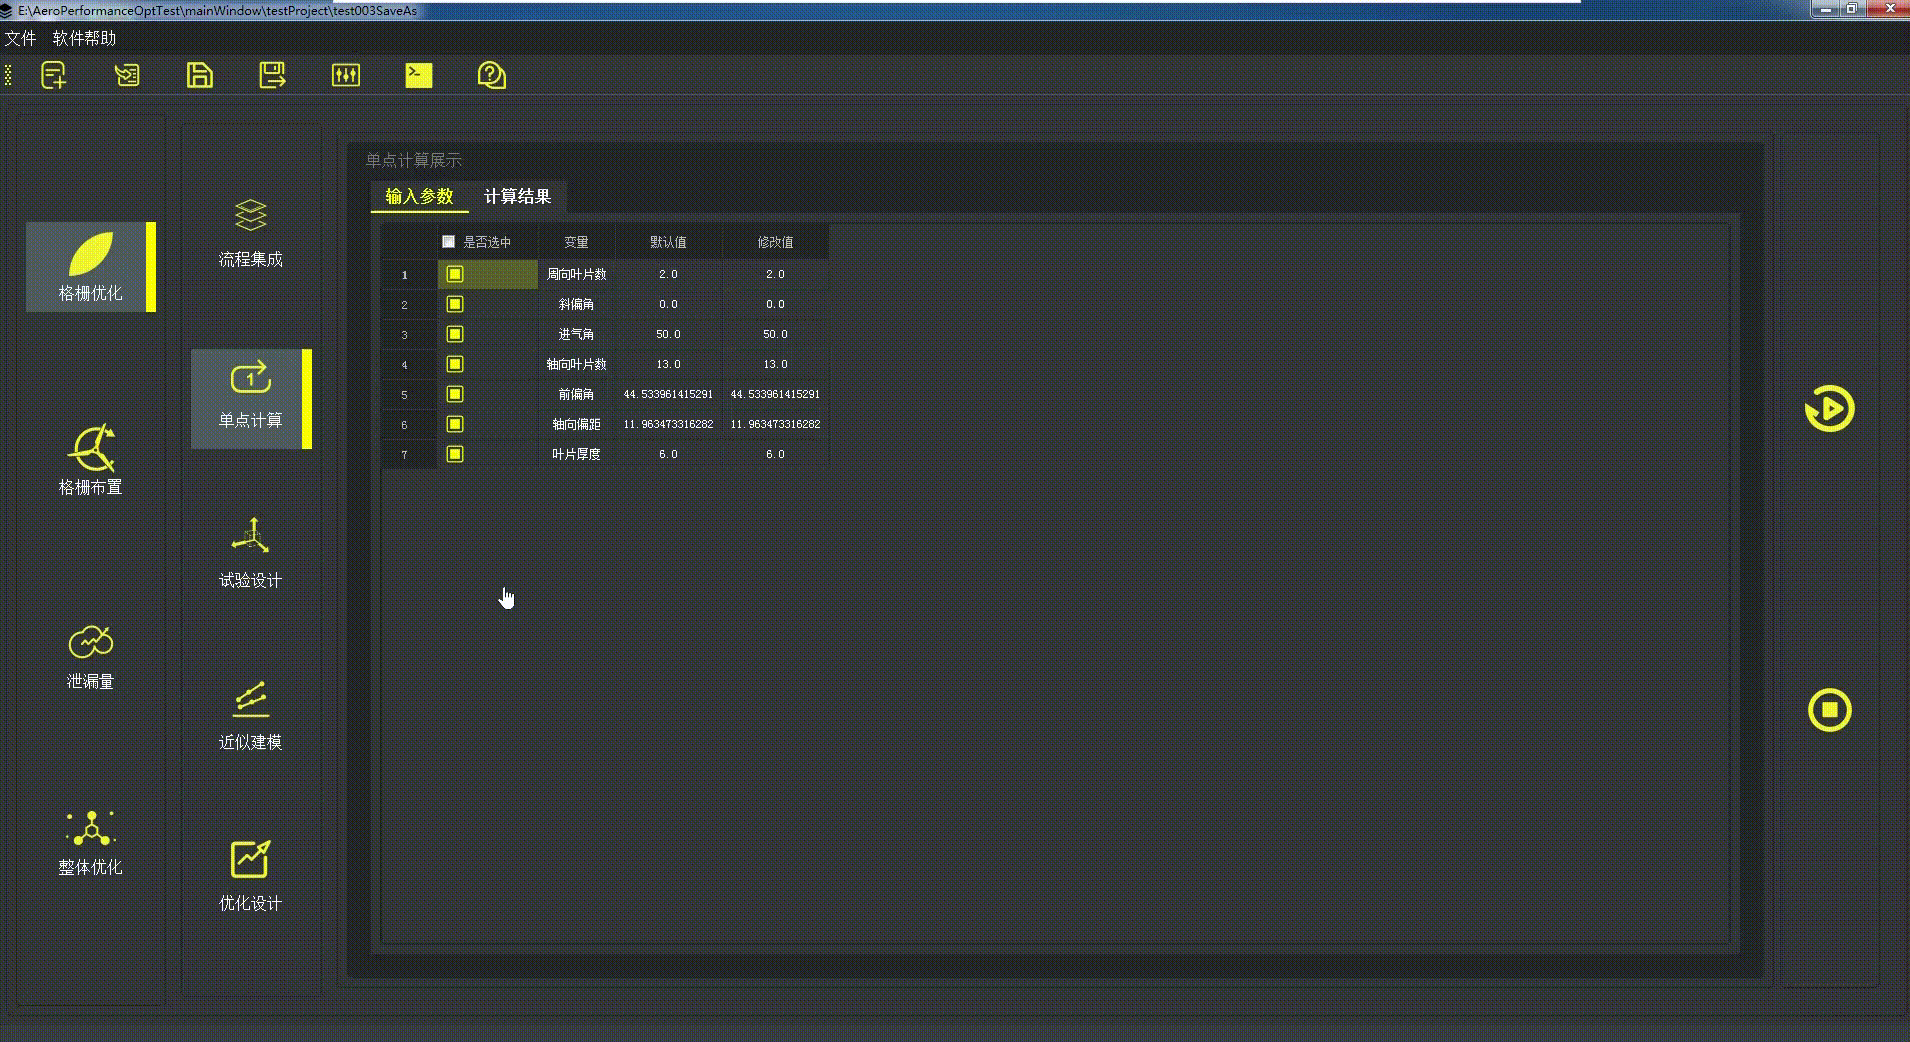 E:\AeroPerformanceOptTest\mainWindow\testProject\test003SaveAs
文件 软件帮助
格栅优化
格栅布置
泄漏量
整体优化
流程集成
1
单点计算
试验设计
近似建模
优化设计
单点计算展示
输入参数 计算结果
是否选中 变量 默认值 修改值
1 周向叶片数 2.0 2.0
2 斜偏角 0.0 0.0
3 进气角 50.0 50.0
4 轴向叶片数 13.0 13.0
5 前偏角 44.533961415291 44.533961415291
6 轴向偏距 11.963473316282 11.963473316282
7 叶片厚度 6.0 6.0